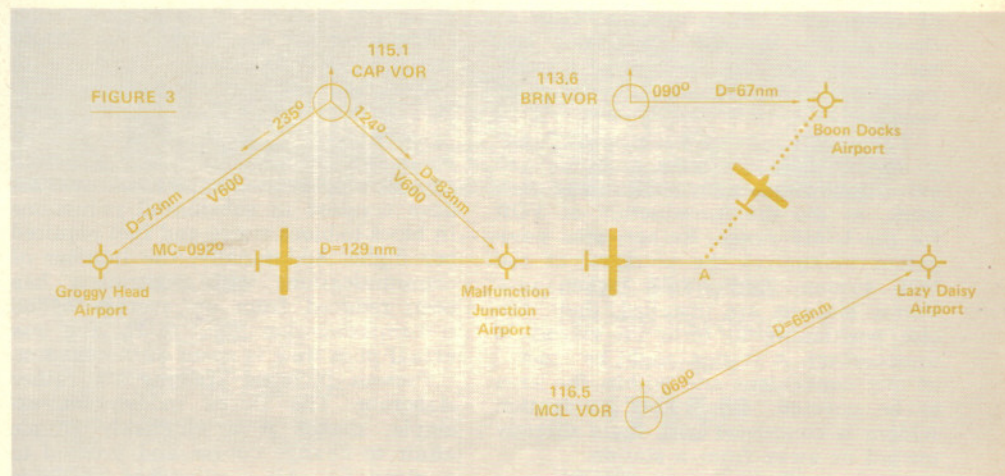 FIGURE 3
115.1
CAP VOR
235°
124°
D=73nm
V600
D=83nm
V600
113.6
BRN VOR
090°
D=67nm
Boon Docks
Airport
MC=092°
D=129 nm
Groggy Head
Airport
Malfunction
Junction
Airport
A
Lazy Daisy
Airport
D=65nm
069°
116.5
MCL VOR